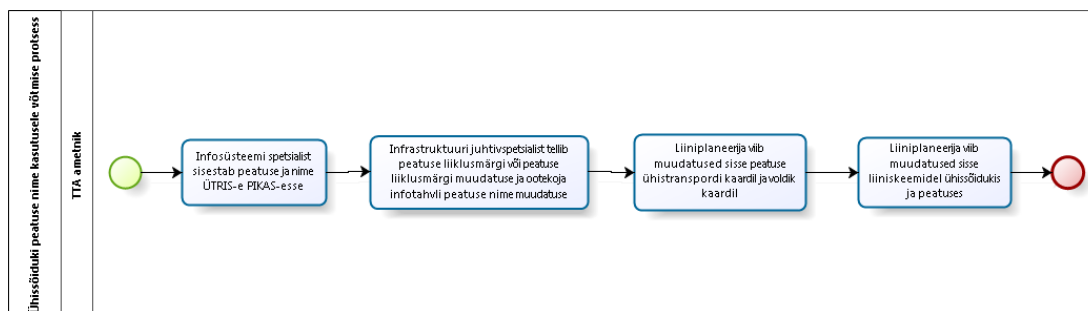 Ühissõiduki peatuse nime kasutusele võtmise protsess
TTA ametnik
Infosüsteemi spetsialist
sisestab peatuse ja nime
ÜTRIS-e PIKAS-esse
Infrastruktuuri juhtivspetsialist tellib
peatuse liiklusmärgi või peatuse
liiklusmärgi muudatuse ja ootekoja
infotahvli peatuse nime muudatuse
Liiniplaneerija viib
muudatused sisse peatuse
ühistranspordi kaardil ja voldik
kaardil
Liiniplaneerija viib
muudatused sisse
liiniskeemidel ühissõidukis
ja peatuses